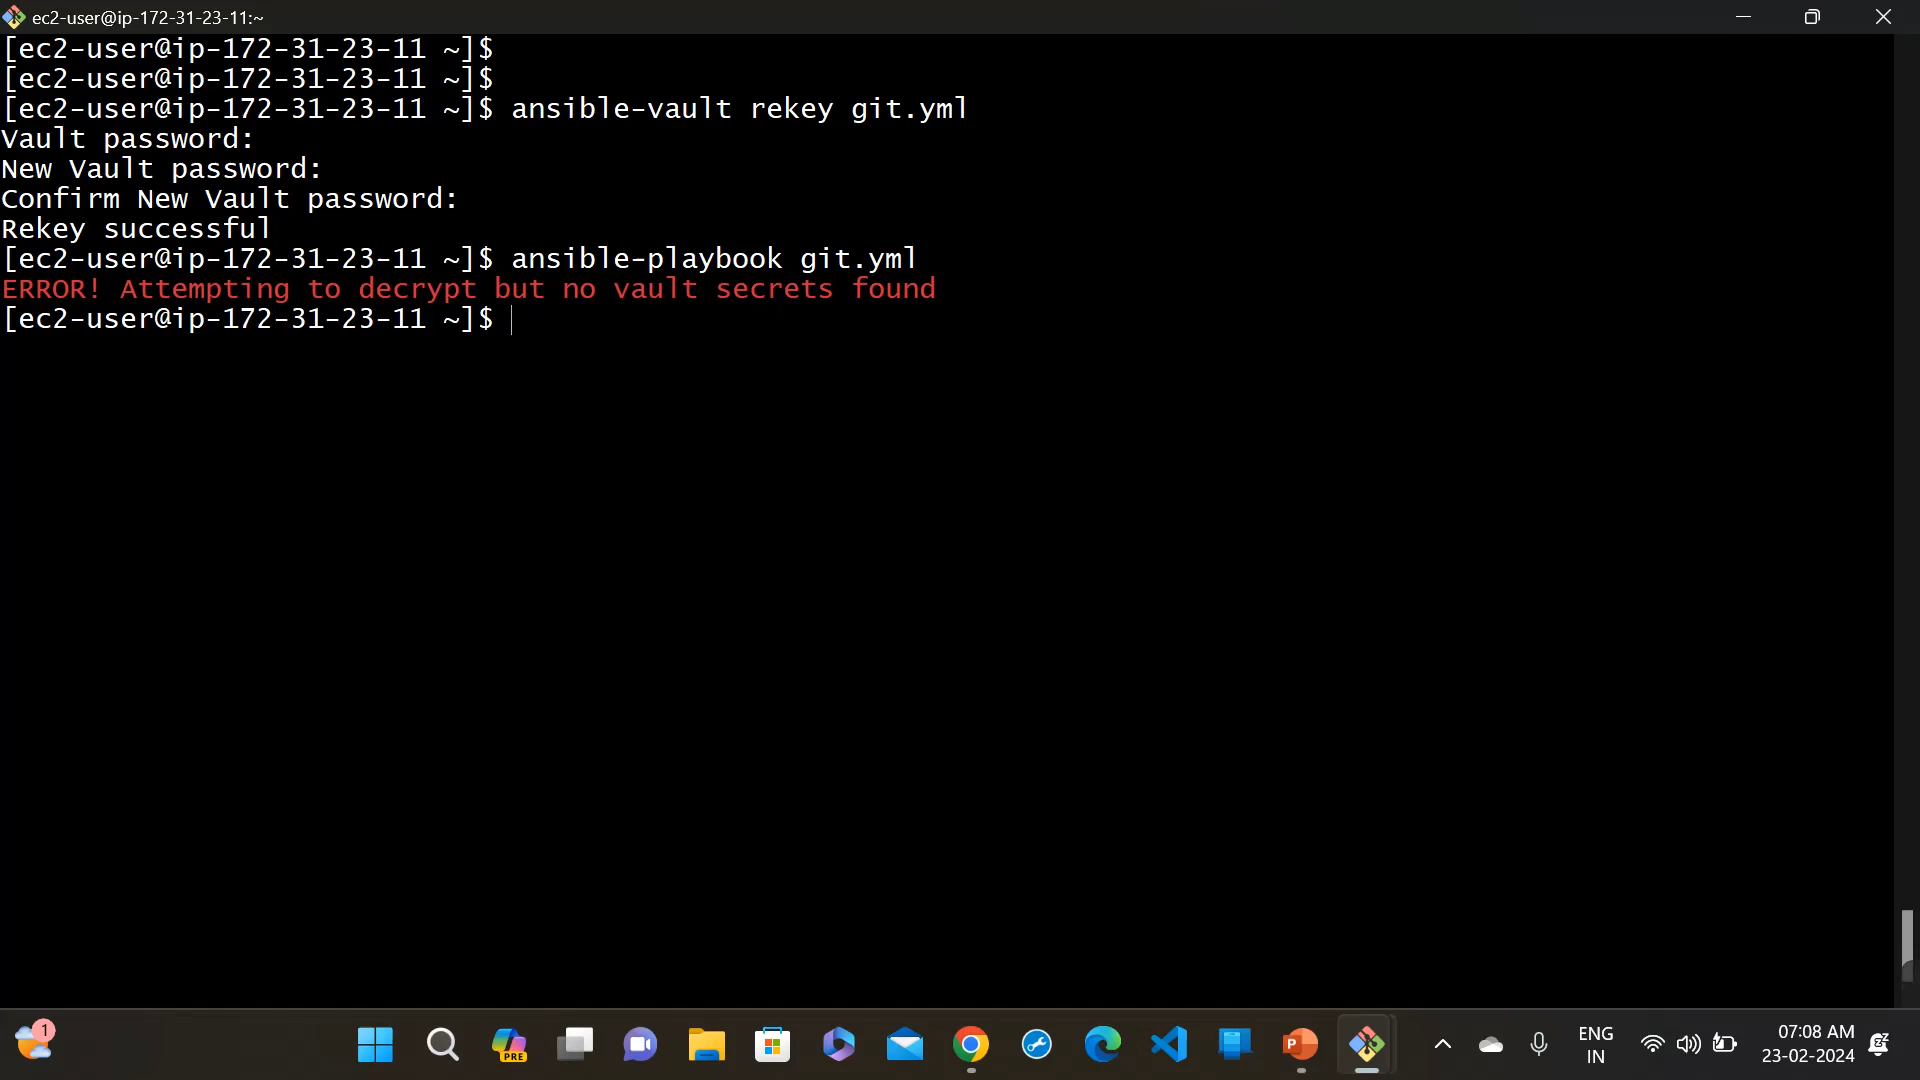 ec2-user@ip-172-31-23-11:~
[ec2-user@ip-172-31-23-11 ~]$
[ec2-user@ip-172-31-23-11 ~]$
[ec2-user@ip-172-31-23-11 ~]$ ansible-vault rekey git.yml
Vault password:
New Vault password:
Confirm New Vault password:
Rekey successful
[ec2-user@ip-172-31-23-11 ~]$ ansible-playbook git.yml
ERROR! Attempting to decrypt but no vault secrets found
[ec2-user@ip-172-31-23-11 ~]$
1
PRE
P
ENG
IN
07:08 AM
23-02-2024